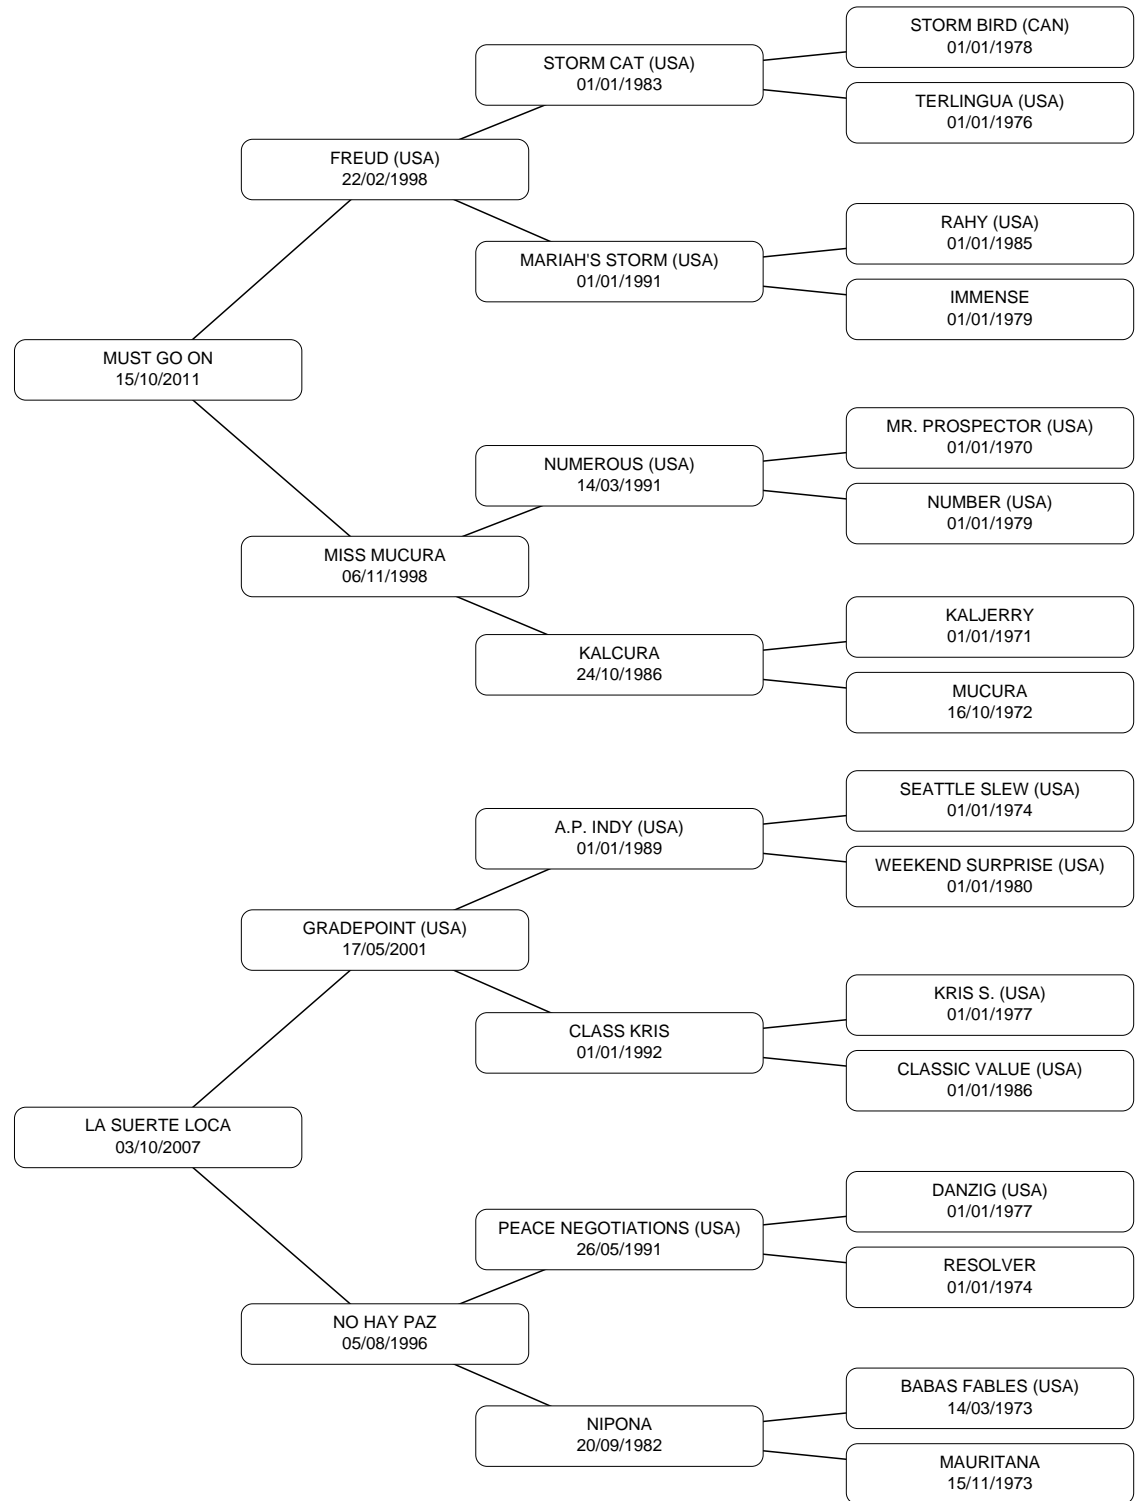 STORM BIRD (CAN)
01/01/1978
STORM CAT (USA)
01/01/1983
TERLINGUA (USA)
01/01/1976
FREUD (USA)
22/02/1998
RAHY (USA)
01/01/1985
MARIAH'S STORM (USA)
01/01/1991
IMMENSE
01/01/1979
MUST GO ON
15/10/2011
MR. PROSPECTOR (USA)
01/01/1970
NUMEROUS (USA)
14/03/1991
NUMBER (USA)
01/01/1979
MISS MUCURA
06/11/1998
KALJERRY
01/01/1971
KALCURA
24/10/1986
MUCURA
16/10/1972
SEATTLE SLEW (USA)
01/01/1974
A.P. INDY (USA)
01/01/1989
WEEKEND SURPRISE (USA)
01/01/1980
GRADEPOINT (USA)
17/05/2001
KRIS S. (USA)
01/01/1977
CLASS KRIS
01/01/1992
CLASSIC VALUE (USA)
01/01/1986
LA SUERTE LOCA
03/10/2007
DANZIG (USA)
01/01/1977
PEACE NEGOTIATIONS (USA)
26/05/1991
RESOLVER
01/01/1974
NO HAY PAZ
05/08/1996
BABAS FABLES (USA)
14/03/1973
NIPONA
20/09/1982
MAURITANA
15/11/1973